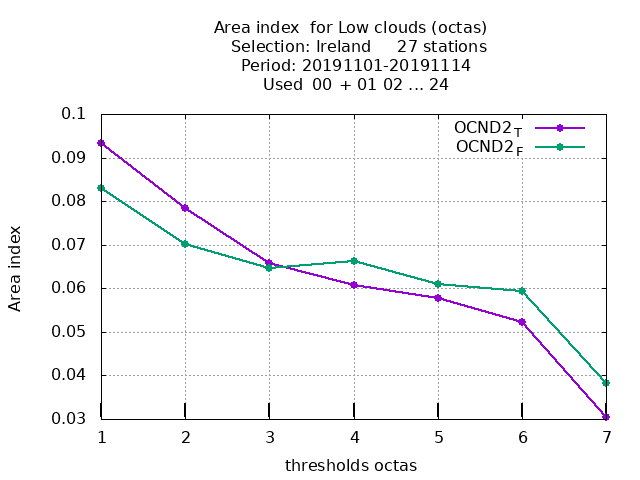 Area index  for Low clouds (octas)
Selection: Ireland     27 stations
Period: 20191101-20191114
Used  00 + 01 02 ... 24
OCND2_T
OCND2_F
0.1
0.09
0.08
0.07
0.06
0.05
0.04
0.03
Area index
1 2 3 4 5 6 7
thresholds octas